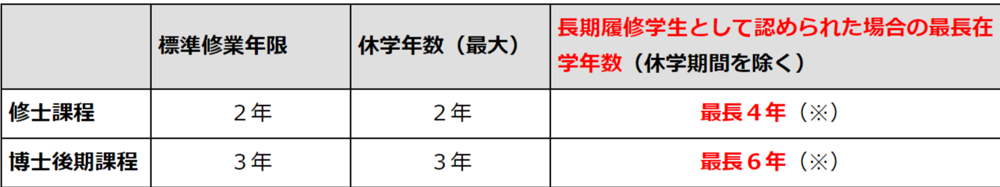 標準修業年限 休学年数（最大） 長期履修学生として認められた場合の最長在
学年数（休学期間を除く）
修士課程 ２年 ２年 最長４年（※）
博士後期課程 ３年 ３年 最長６年（※）